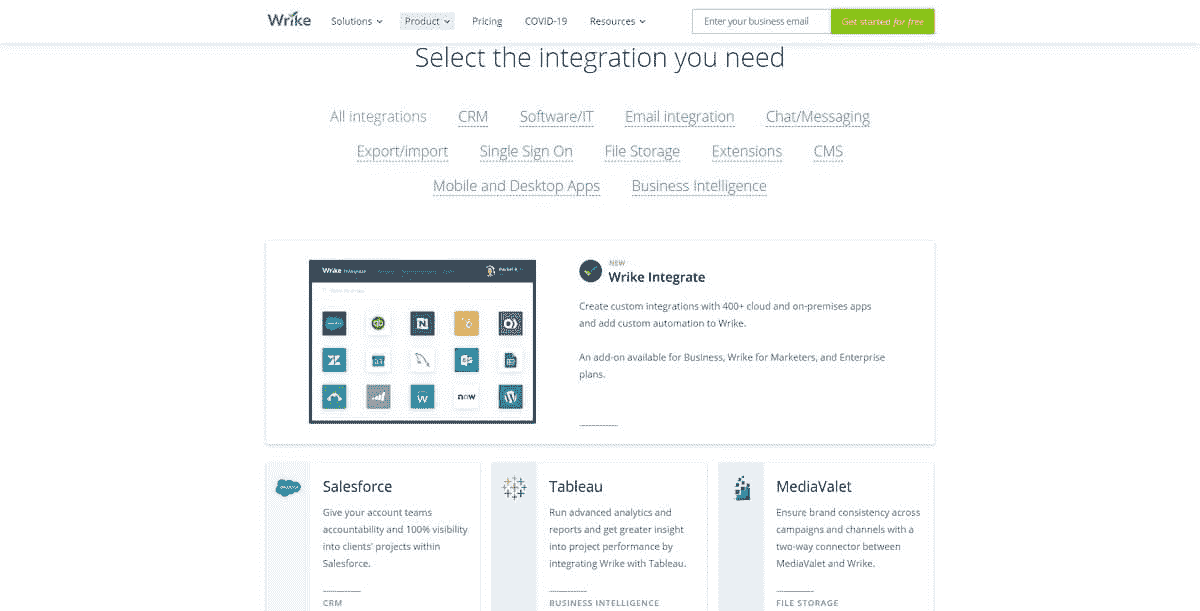 Wrike Solutions Product Pricing COVID-19 Resources Enter your business email Get started for free
Select the integration you need
All integrations CRM Software/IT Email integration Chat/Messaging
Export/import Single Sign On File Storage Extensions CMS
Mobile and Desktop Apps Business Intelligence
Wrike
now
NEW
Wrike Integrate
Create custom integrations with 400+ cloud and on-premises apps
and add custom automation to Wrike.
An add-on available for Business, Wrike for Marketers, and Enterprise
plans.
Salesforce
Give your account teams
accountability and 100% visibility
into clients' projects within
Salesforce.
CRM
Tableau
Run advanced analytics and
reports and get greater insight
into project performance by
integrating Wrike with Tableau.
BUSINESS INTELLIGENCE
MediaValet
Ensure brand consistency across
campaigns and channels with a
two-way connector between
MediaValet and Wrike.
FILE STORAGE